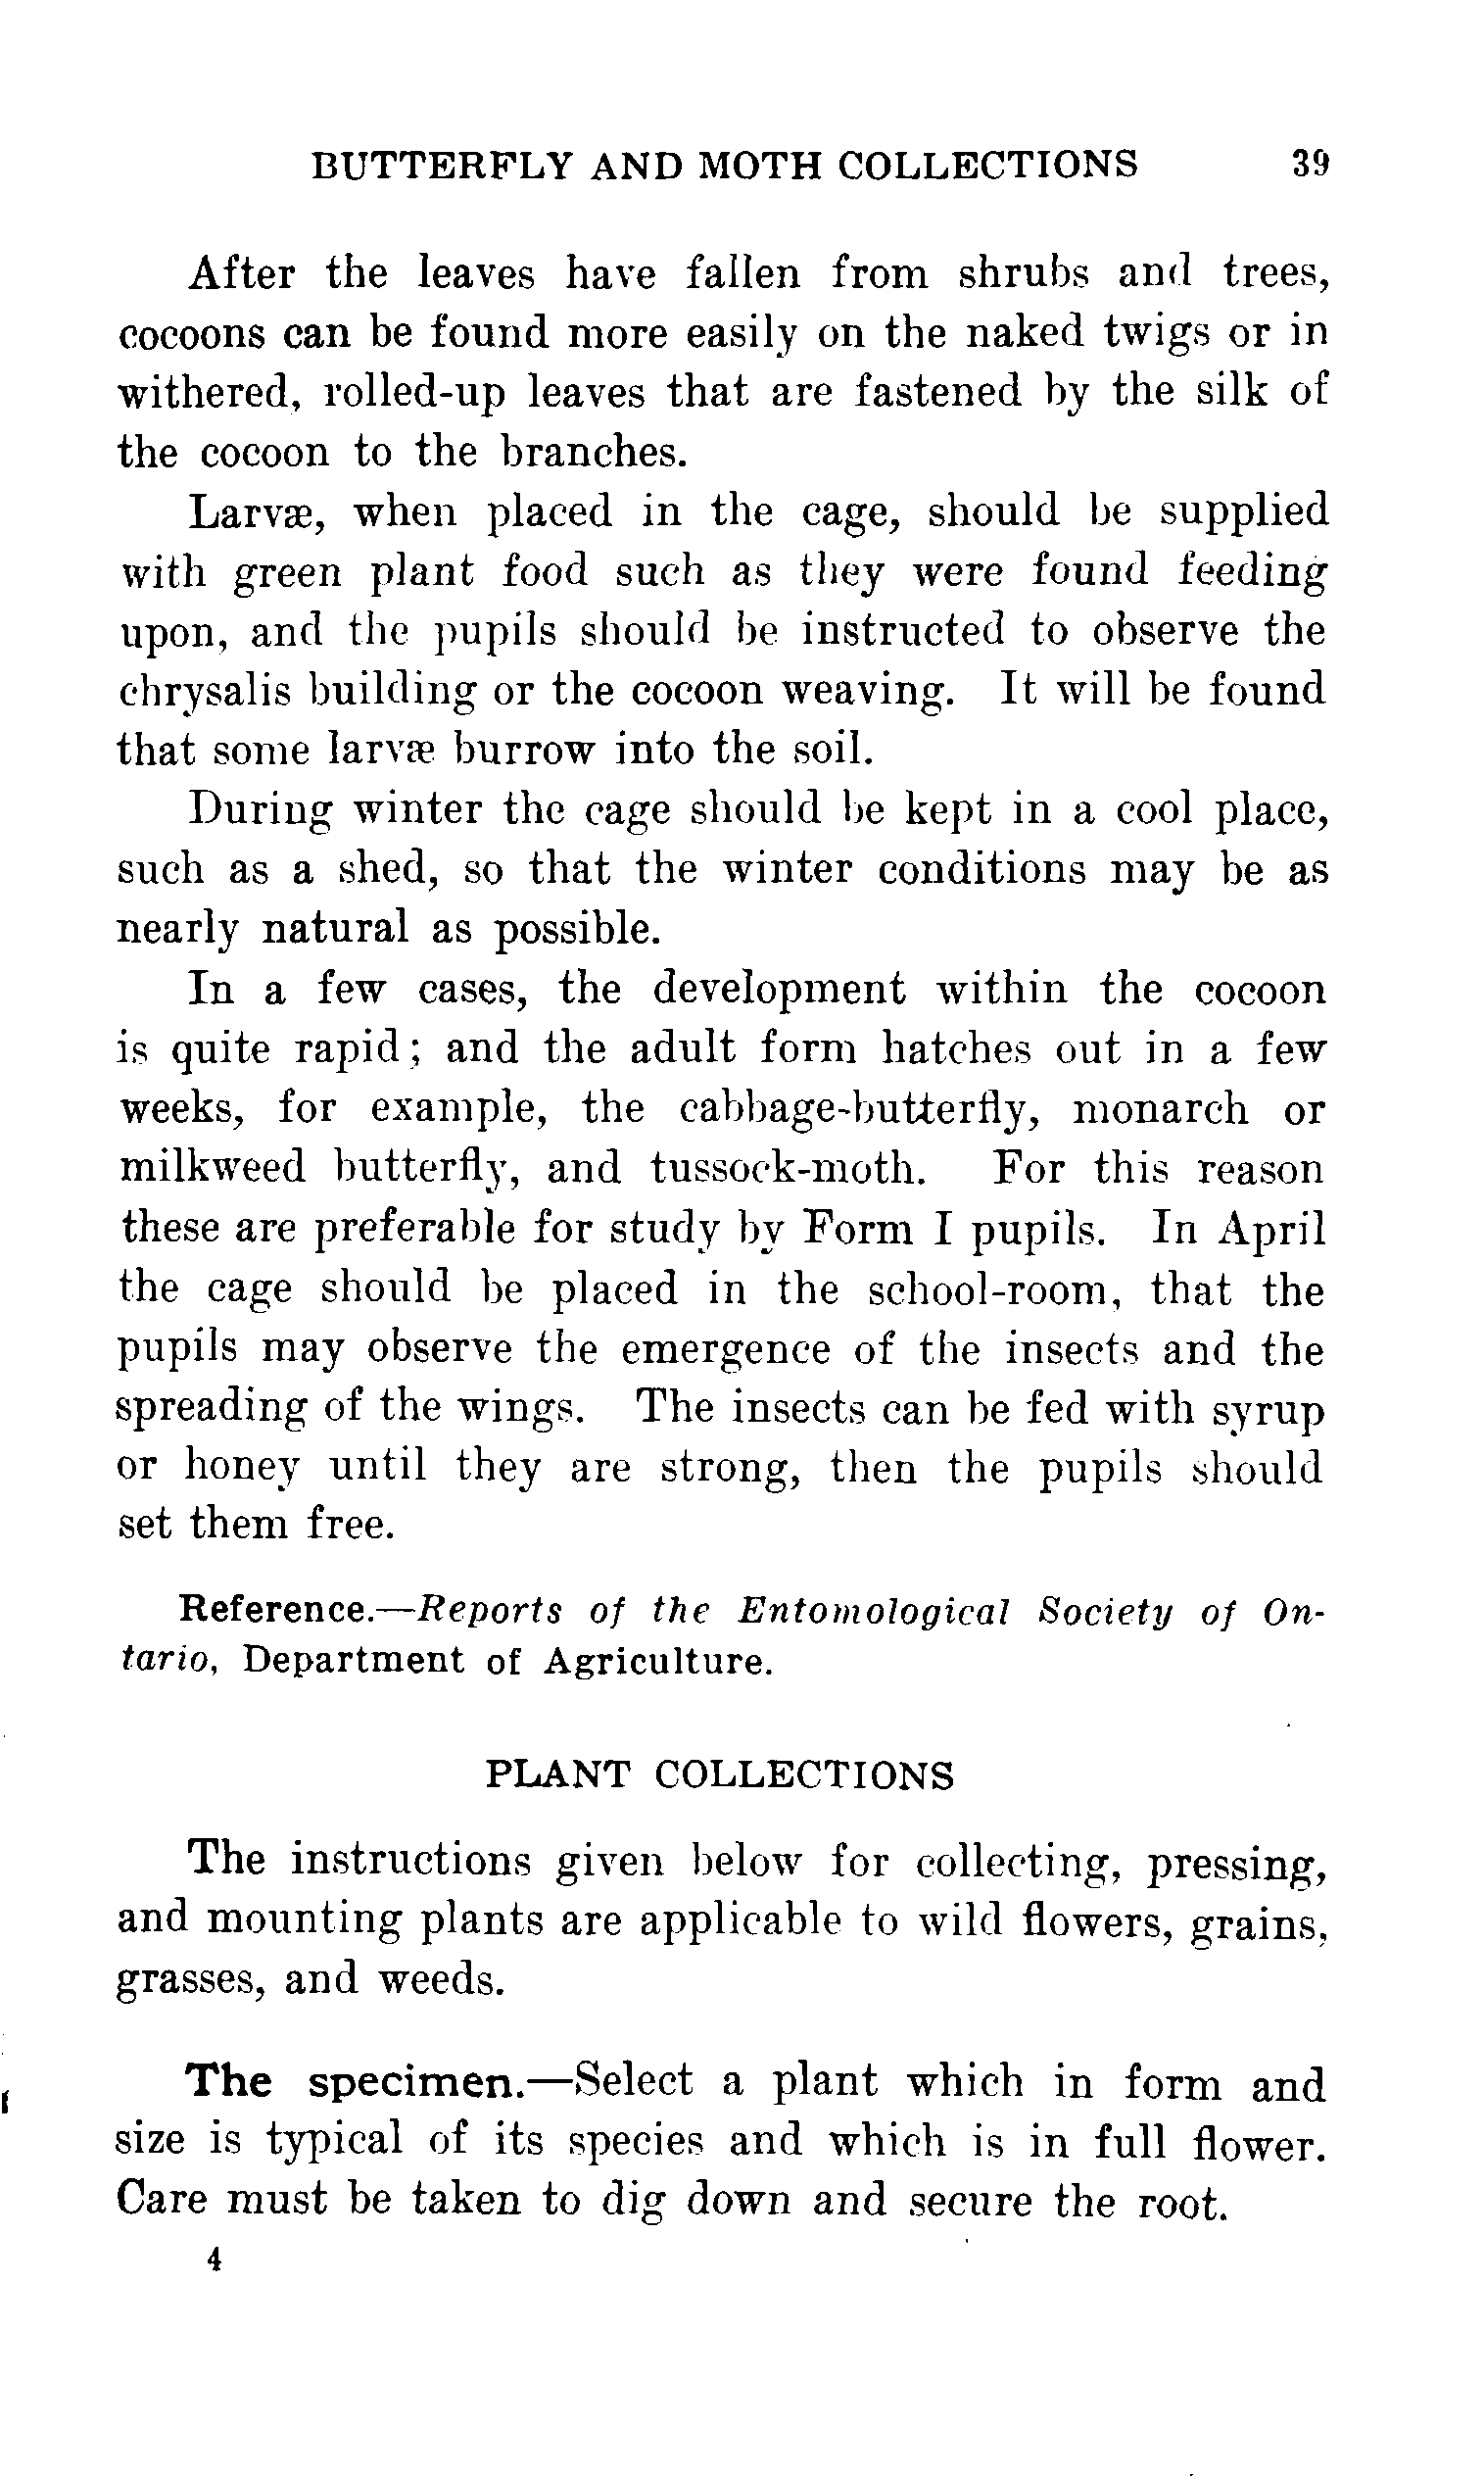 BUTTERFLY AND MOTH COLLECTIONS 39
After the leaves have fallen from shrubs and trees,
cocoons can be found more easily on the naked twigs or in
withered, rolled-up leaves that are fastened by the silk of
the cocoon to the branches.
Larvæ, when placed in the cage, should be supplied
with green plant food such as they were found feeding
upon, and the pupils should be instructed to observe the
chrysalis building or the cocoon weaving. It will be found
that some larvæ burrow into the soil.
During winter the cage should be kept in a cool place,
such as a shed, so that the winter conditions may be as
nearly natural as possible.
In a few cases, the development within the cocoon
is quite rapid; and the adult form hatches out in a few
weeks, for example, the cabbage-butterfly, monarch or
milkweed butterfly, and tussock-moth. For this reason
these are preferable for study by Form I pupils. In April
the cage should be placed in the school-room, that the
pupils may observe the emergence of the insects and the
spreading of the wings. The insects can be fed with syrup
or honey until they are strong, then the pupils should
set them free.
Reference.—Reports of the Entomological Society of On-
tario, Department of Agriculture.
PLANT COLLECTIONS
The instructions given below for collecting, pressing,
and mounting plants are applicable to wild flowers, grains,
grasses, and weeds.
The specimen.—Select a plant which in form and
size is typical of its species and which is in full flower.
Care must be taken to dig down and secure the root.
4